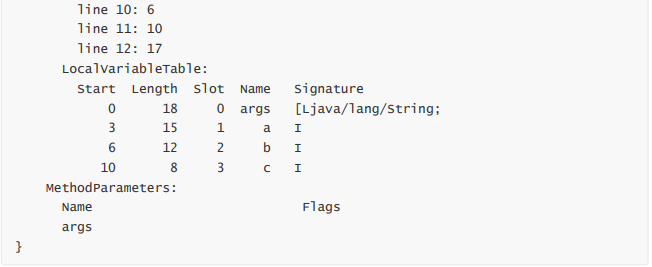 line 10: 6
line 11: 10
line 12: 17
LocalVariableTable:
Start Length Slot Name Signature
0 18 0 args [Ljava/lang/String;
3 15 1 a I
6 12 2 b I
10 8 3 c I
MethodParameters:
Name Flags
args
}